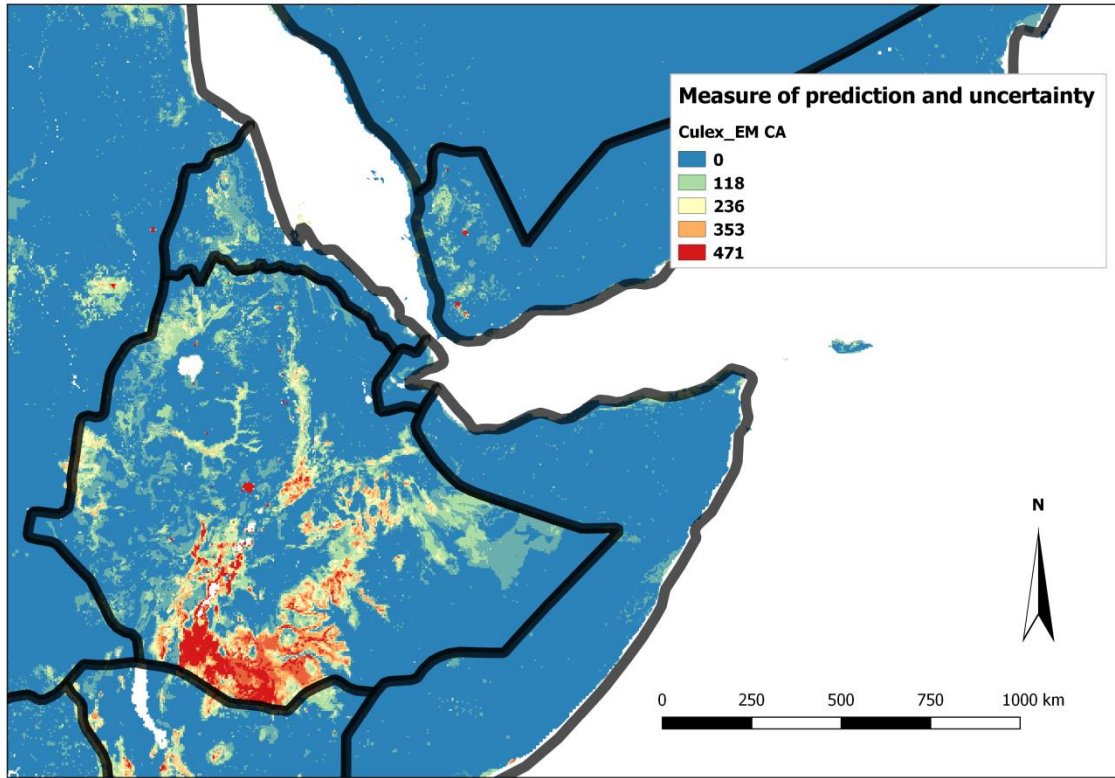 Measure of prediction and uncertainty
Culex_EM CA
0
118
236
353
471
N
0 250 500 750 1000 km